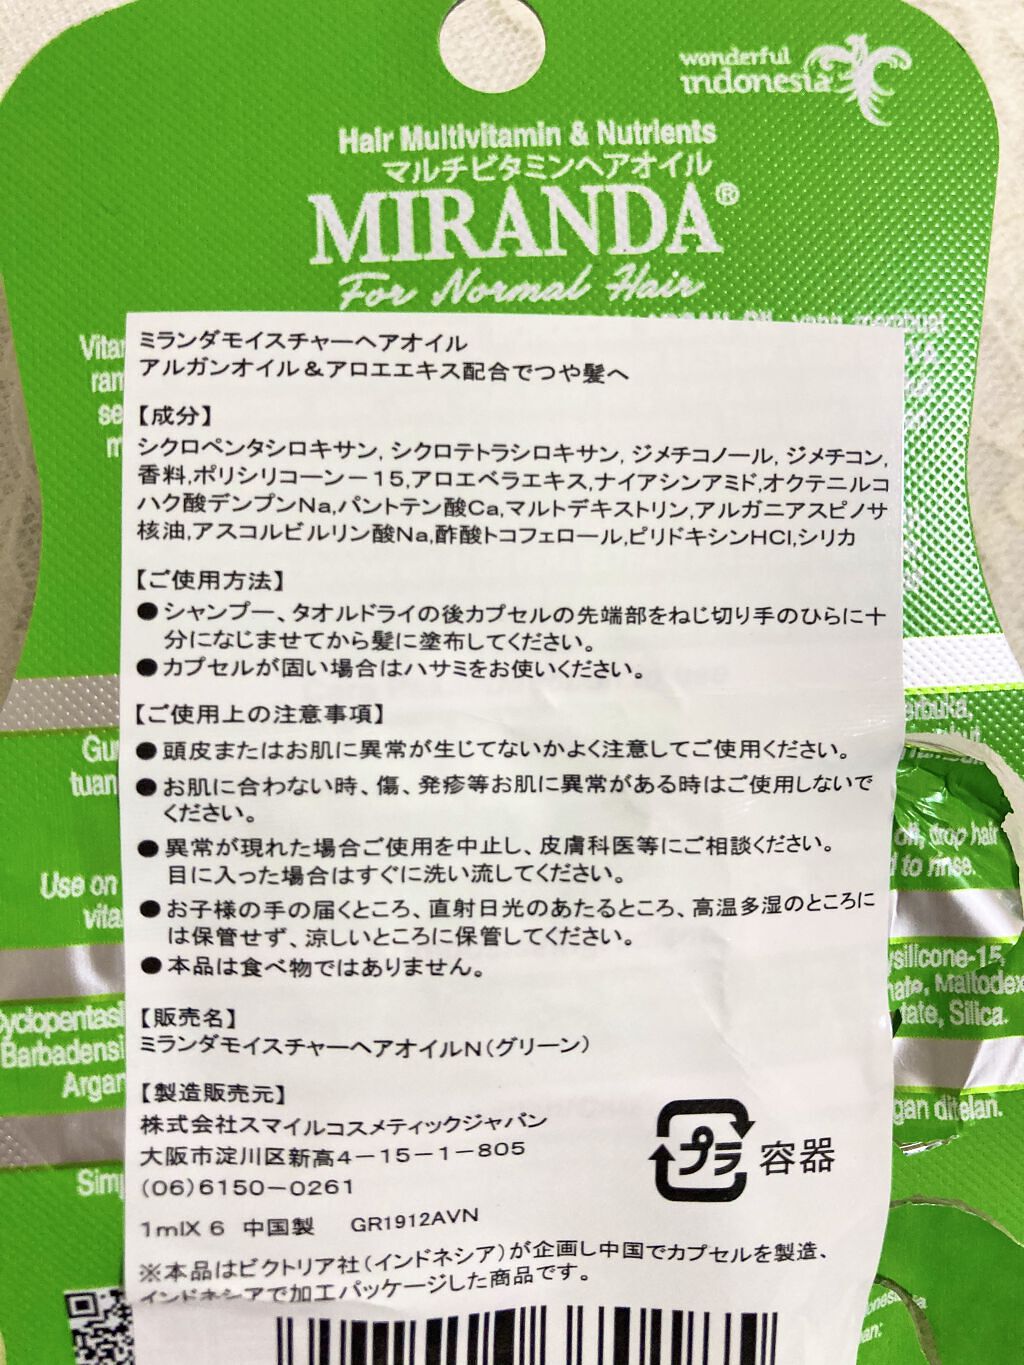 wonderful
indonesia
Hair Multivitamin & Nutrients
マルチビタミンヘアオイル
MIRANDA®
For Normal Hair
ミランダモイスチャーヘアオイル
アルガンオイル&アロエエキス配合でつや髪へ
【成分】
シクロペンタシロキサン, シクロテトラシロキサン, ジメチコノール, ジメチコン,
香料,ポリシリコーンー15,アロエベラエキス,ナイアシンアミド,オクテニルコ
ハク酸デンプンNa,パントテン酸Ca,マルトデキストリン,アルガニアスピノサ
核油,アスコルビルリン酸Na,酢酸トコフェロール,ピリドキシンHCl,シリカ
【ご使用方法】
●シャンプー、タオルドライの後カプセルの先端部をねじ切り手のひらに十
分になじませてから髪に塗布してください。
●カプセルが固い場合はハサミをお使いください。
【ご使用上の注意事項】
●頭皮またはお肌に異常が生じてないかよく注意してご使用ください。
●お肌に合わない時、傷、発疹等お肌に異常がある時はご使用しないで
ください。
●異常が現れた場合ご使用を中止し、皮膚科医等にご相談ください。
目に入った場合はすぐに洗い流してください。
●お子様の手の届くところ、直射日光のあたるところ、高温多湿のところに
は保管せず、涼しいところに保管してください。
●本品は食べ物ではありません。
【販売名】
ミランダモイスチャーヘアオイルN(グリーン)
【製造販売元】
株式会社スマイルコスメティックジャパン
大阪市淀川区新高4ー15ー1ー805
(06)6150ー0261
プラ 容器
1mlX 6 中国製 GR1912AVN
※本品はビクトリア社(インドネシア)が企画し中国でカプセルを製造、
インドネシアで加工パッケージした商品です。
Use on
drop hair
to rinse.
Silica.